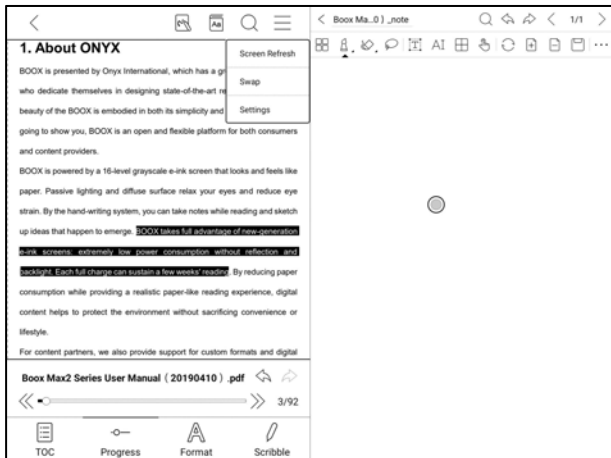 Boox Ma...0 ) _note
1/1
1. About ONYX
Screen Refresh
Swap
Settings
BOOX is presented by Onyx International, which has a gr
who dedicate themselves in designing state-of-the-art re
beauty of the BOOX is embodied in both its simplicity and
going to show you, BOOX is an open and flexible platform for both consumers
and content providers.
BOOX is powered by a 16-level grayscale e-ink screen that looks and feels like
paper. Passive lighting and diffuse surface relax your eyes and reduce eye
strain. By the hand-writing system, you can take notes while reading and sketch
up ideas that happen to emerge. BOOX takes full advantage of new-generation
e-ink screens: extremely low power consumption without reflection and
backlight. Each full charge can sustain a few weeks' reading. By reducing paper
consumption while providing a realistic paper-like reading experience, digital
content helps to protect the environment without sacrificing convenience or
lifestyle.
For content partners, we also provide support for custom formats and digital
Boox Max2 Series User Manual ( 20190410 ) .pdf
3/92
TOC
Progress
Format
Scribble